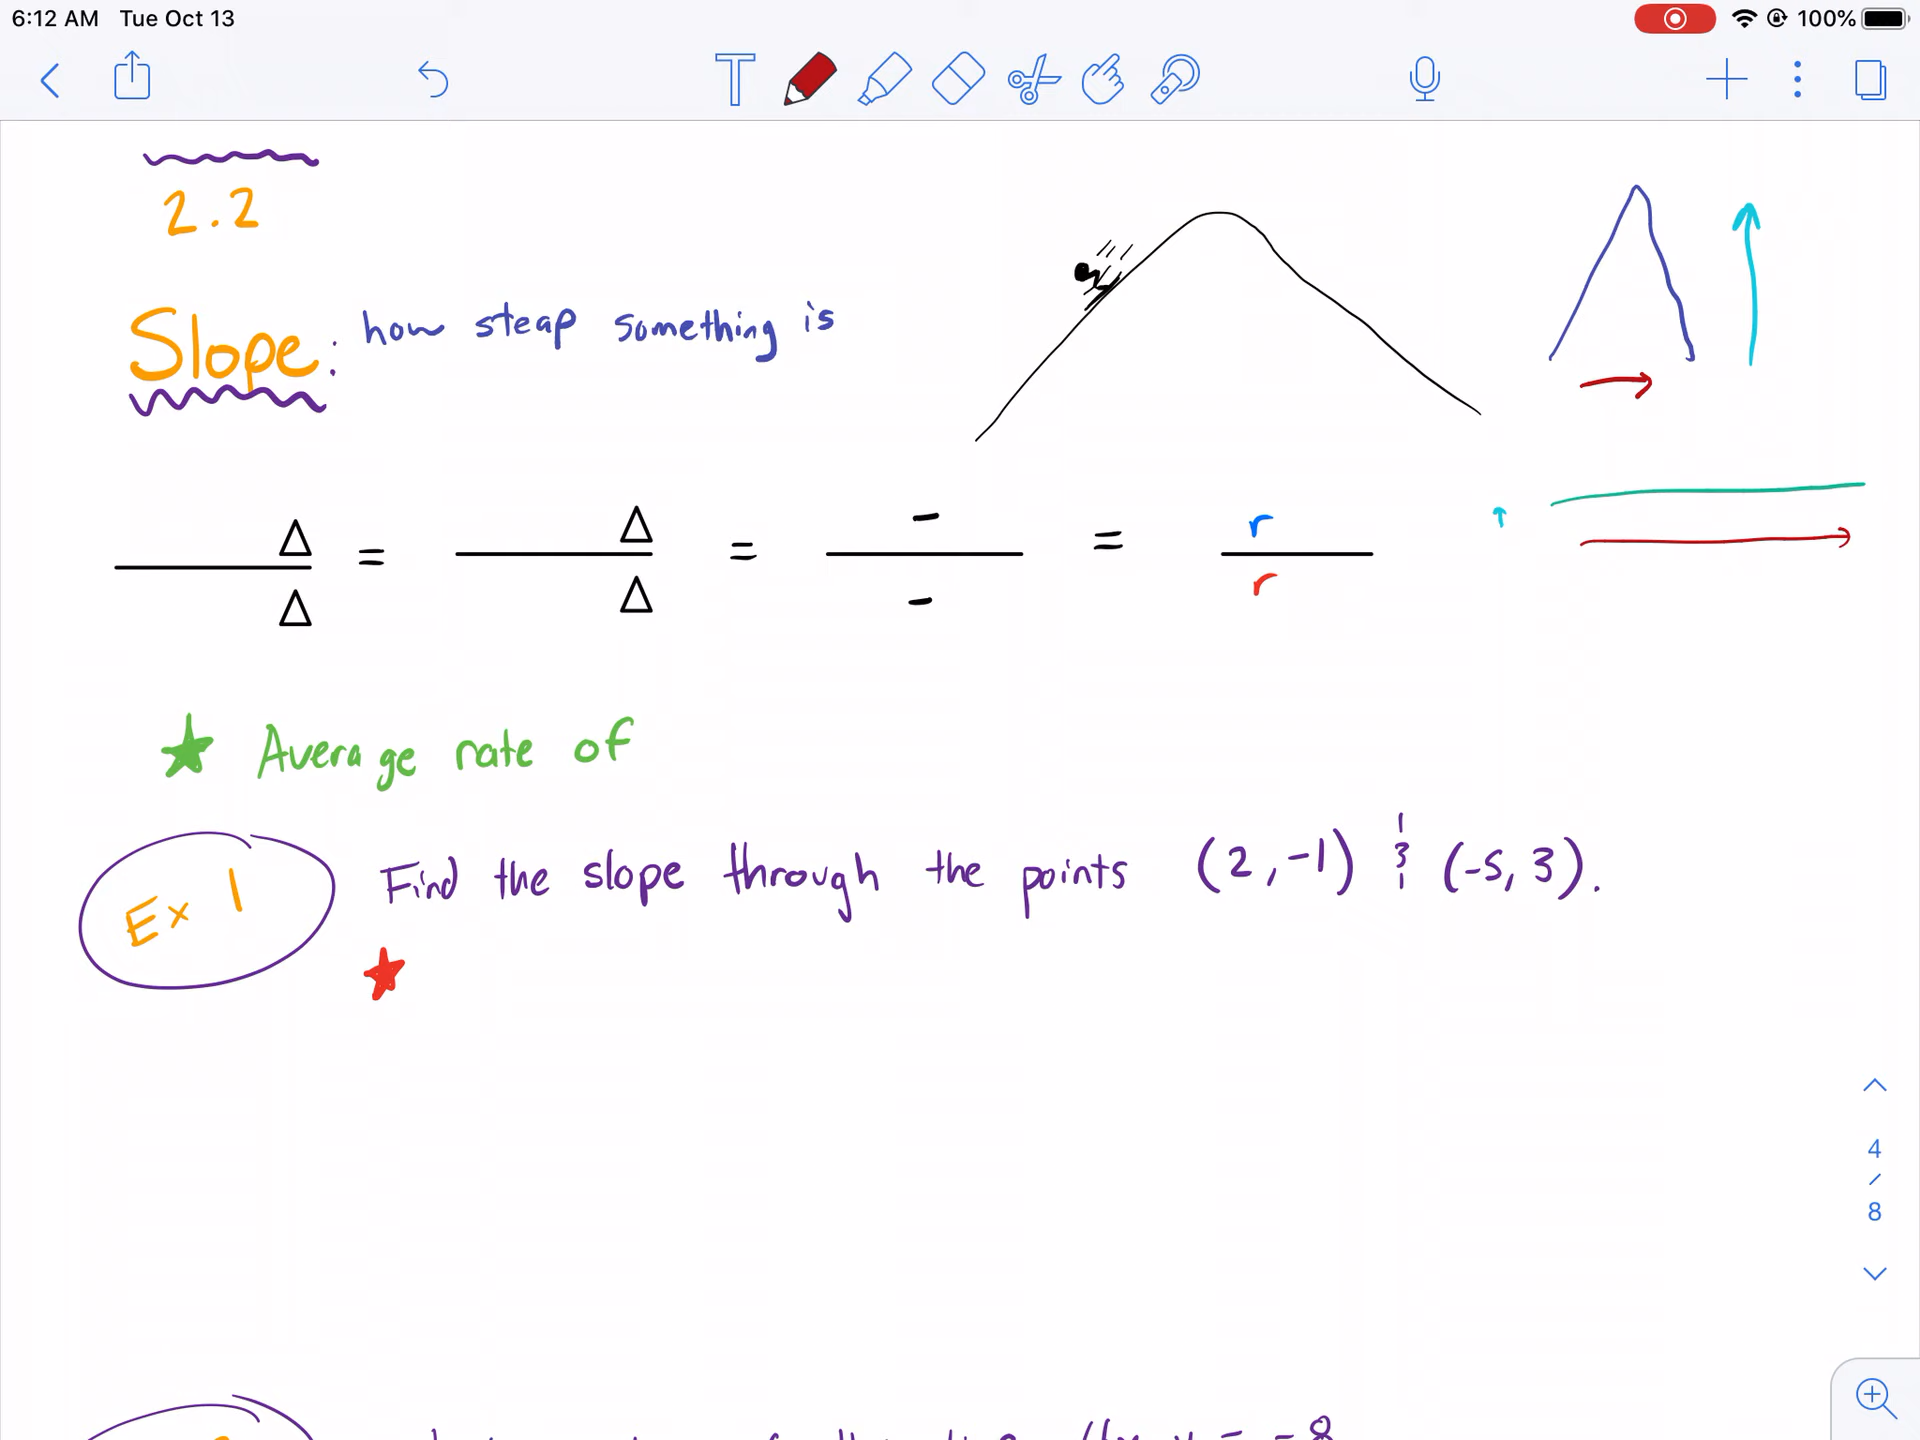 6:12 AM Tue Oct 13
100%
T
2.2
Slope: how steap something is
Δ = Δ = - = r
Δ Δ - r
Average rate of
Ex 1 Find the slope through the points (2, -1) & (-5, 3).
4
/
8